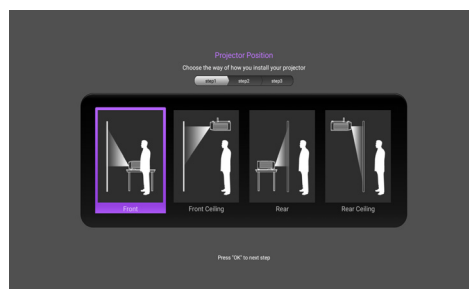 Projector Position
Choose the way of how you install your projector
step1 step2 step3
Front Front Ceiling Rear Rear Ceiling
Press "OK" to next step